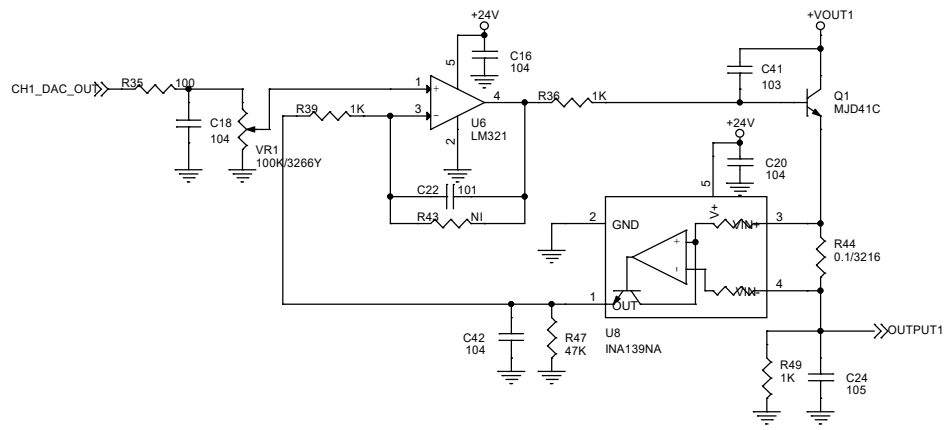 +24V
+VOUT1
C16
104
C41
103
CH1_DAC_OUT
R35
100
5
1
+
R39
1K
3
-
4
R36
1K
Q1
MJD41C
U6
LM321
C18
104
2
VR1
100K/3266Y
+24V
C20
104
C22
101
R43
NI
5
V+
2
GND
VIN+
3
+
-
R44
0.1/3216
VIN-
4
1
OUT
U8
INA139NA
C42
104
R47
47K
OUTPUT1
R49
1K
C24
105